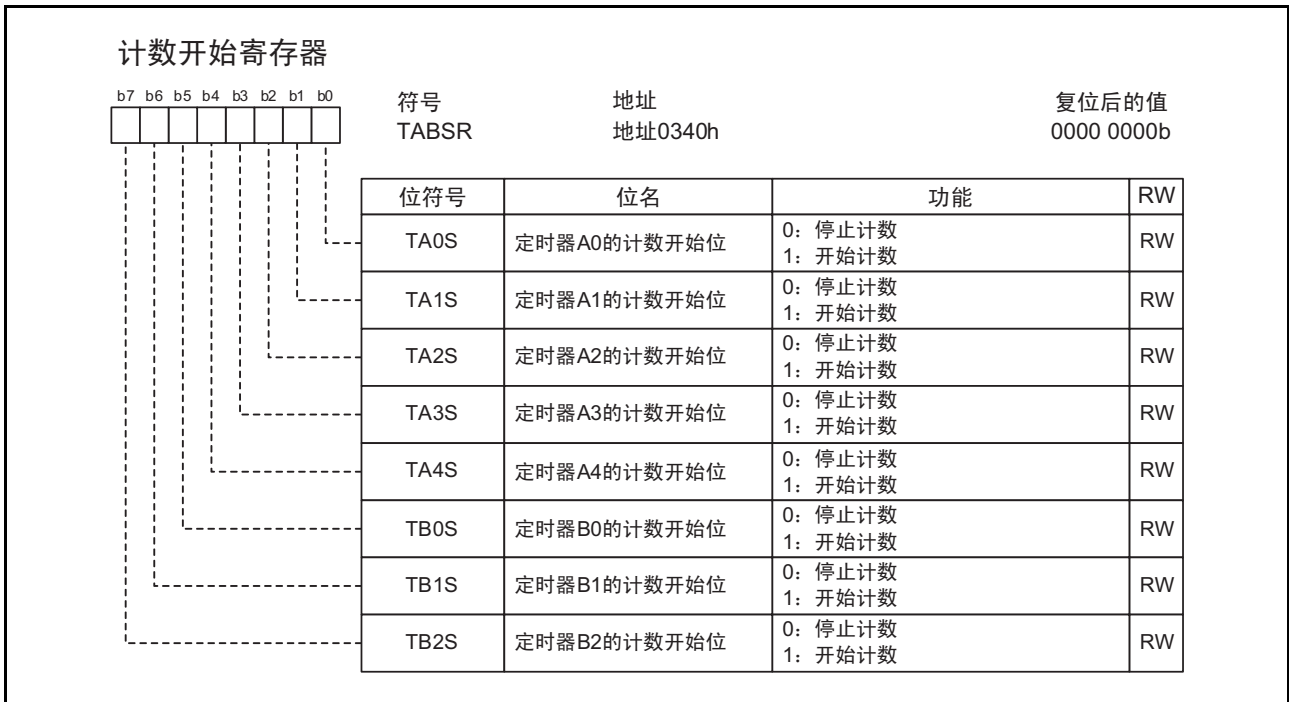 计数开始寄存器
b7 b6 b5 b4 b3 b2 b1 b0
符号 地址 复位后的值
TABSR 地址0340h 0000 0000b
位符号 位名 功能 RW
TA0S 定时器A0的计数开始位 0：停止计数 RW
1：开始计数
TA1S 定时器A1的计数开始位 0：停止计数 RW
1：开始计数
TA2S 定时器A2的计数开始位 0：停止计数 RW
1：开始计数
TA3S 定时器A3的计数开始位 0：停止计数 RW
1：开始计数
TA4S 定时器A4的计数开始位 0：停止计数 RW
1：开始计数
TB0S 定时器B0的计数开始位 0：停止计数 RW
1：开始计数
TB1S 定时器B1的计数开始位 0：停止计数 RW
1：开始计数
TB2S 定时器B2的计数开始位 0：停止计数 RW
1：开始计数